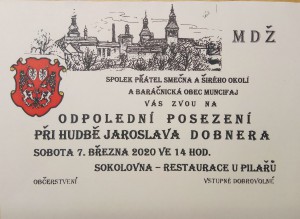 MDŽ
SPOLEK PŘÁTEL SMEČNA A ŠIRÉHO OKOLÍ
A BARÁČNICKÁ OBEC MUNCIFAJ
VÁS ZVOU NA
ODPOLEDNÍ POSEZENÍ
PŘI HUDBĚ JAROSLAVA DOBNERA
SOBOTA 7. BŘEZNA 2020 VE 14 HOD.
SOKOLOVNA – RESTAURACE U PILAŘŮ
OBČERSTVENÍ VSTUPNÉ DOBROVOLNÉ